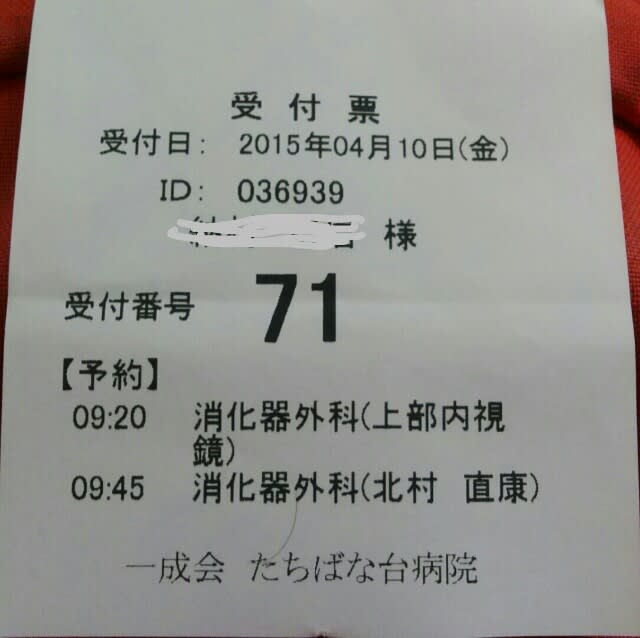 受付票
受付日: 2015年04月10日(金)
ID: 036939
様
受付番号 71
【予約】
09:20 消化器外科(上部内視
鏡)
09:45 消化器外科(北村 直康)
一成会 たちばな台病院